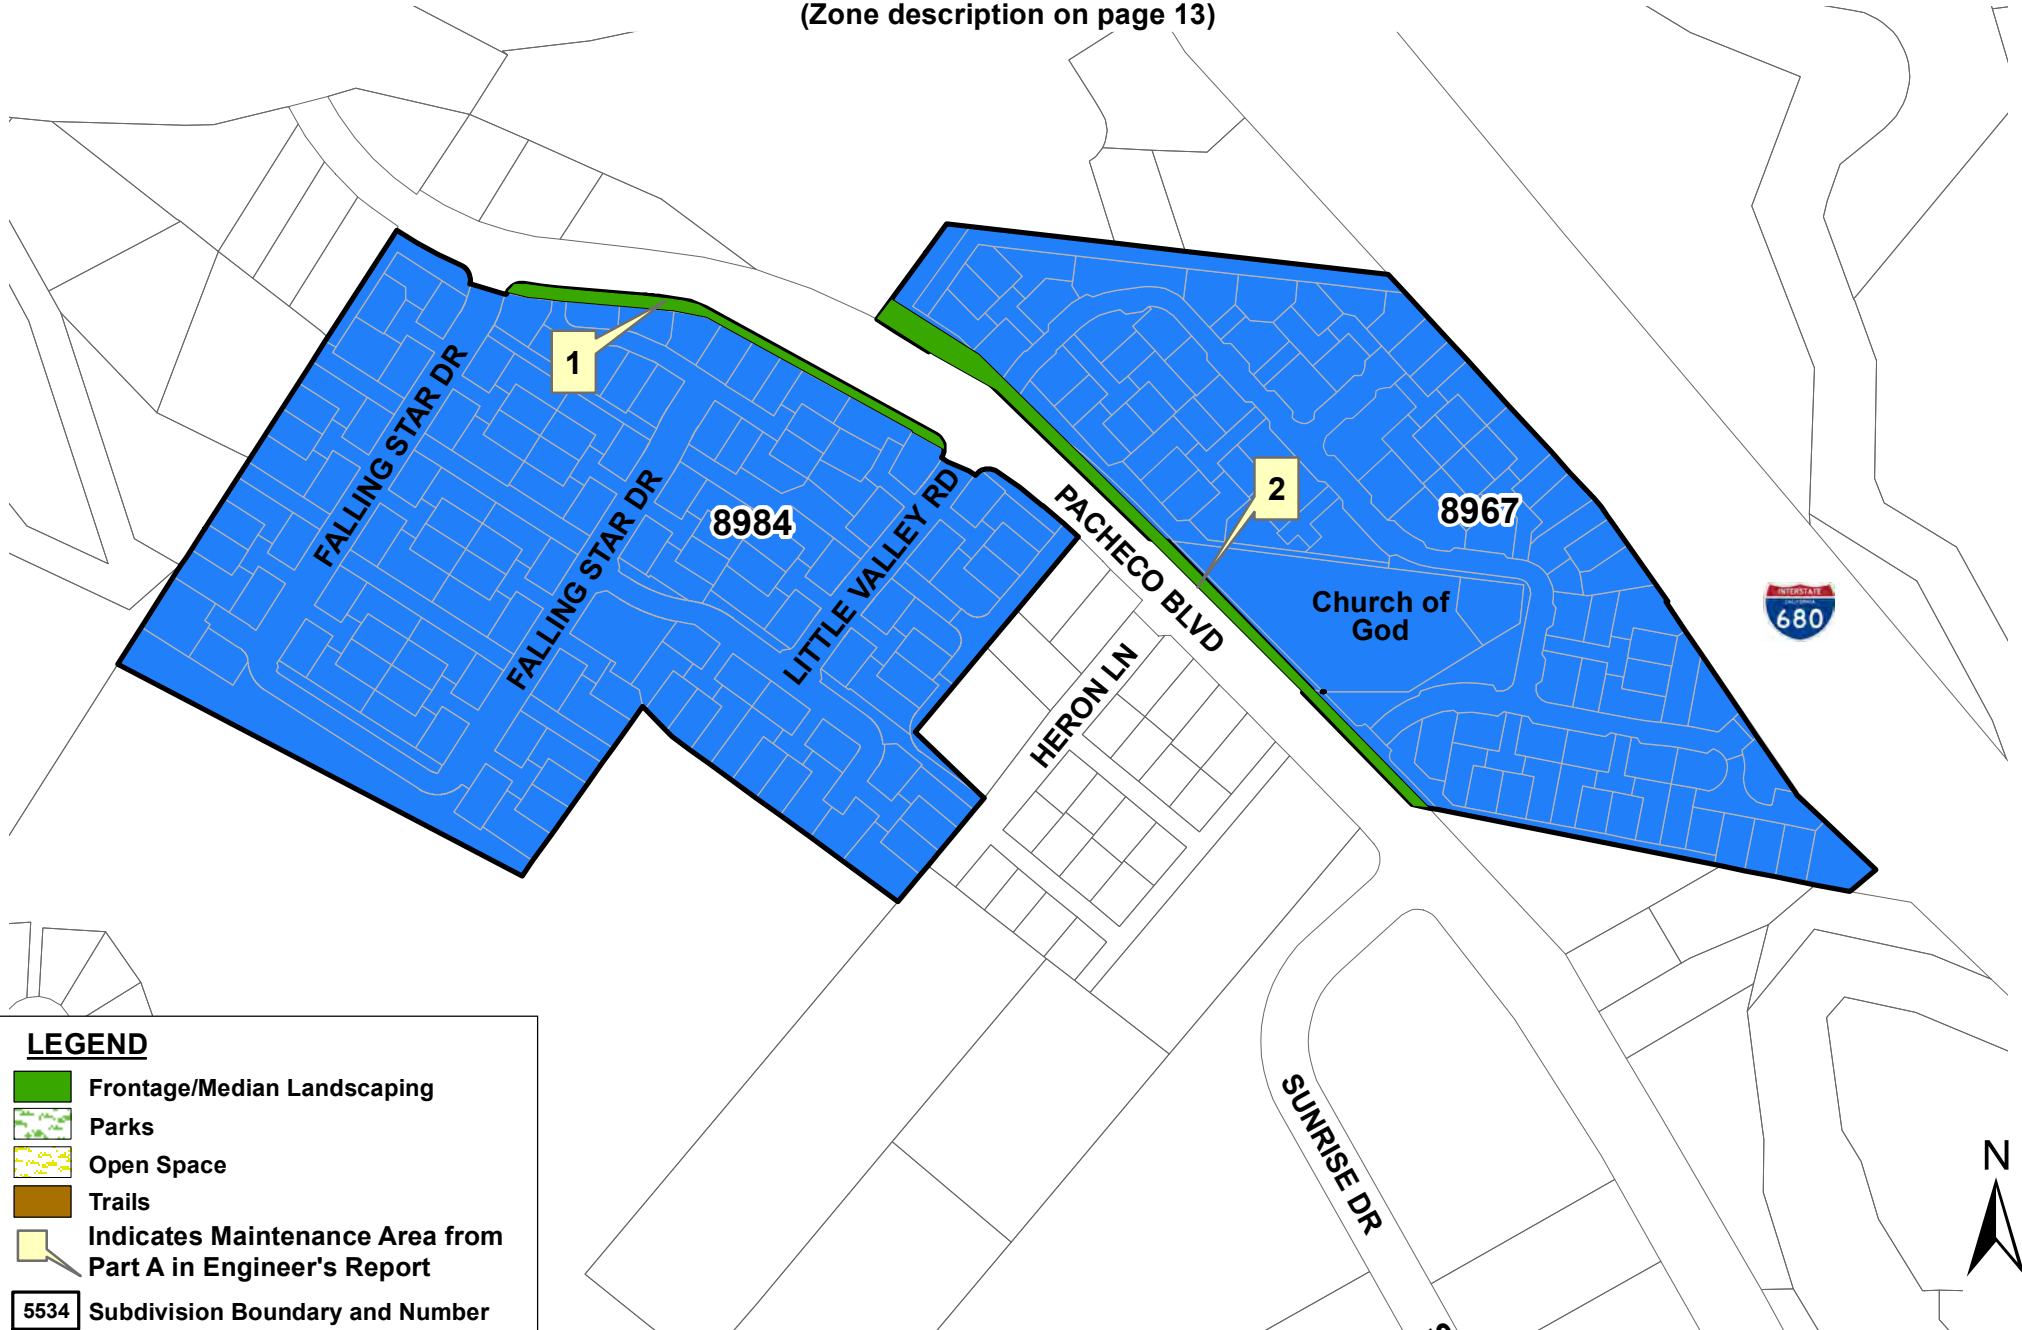 (Zone description on page 13)
FALLING STAR DR
FALLING STAR DR
LITTLE VALLEY RD
PACHECO BLVD
HERON LN
SUNRISE DR
1
2
8984
8967
Church of
God
INTERSTATE
CALIFORNIA
680
N
LEGEND
Frontage/Median Landscaping
Parks
Open Space
Trails
Indicates Maintenance Area from
Part A in Engineer's Report
5534 Subdivision Boundary and Number